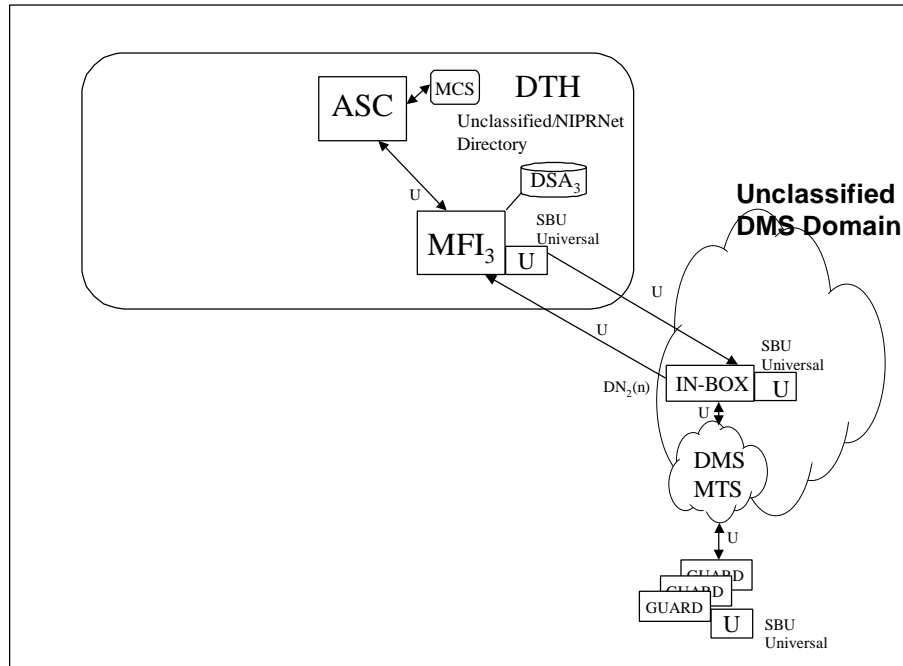 MCS
DTH
ASC
Unclassified/NIPRNet
Directory
U
DSA3
Unclassified
DMS Domain
SBU
Universal
MFI3
U
U
U
SBU
Universal
DN2(n)
IN-BOX
U
U
DMS
MTS
U
GUARD
GUARD
GUARD
U
SBU
Universal